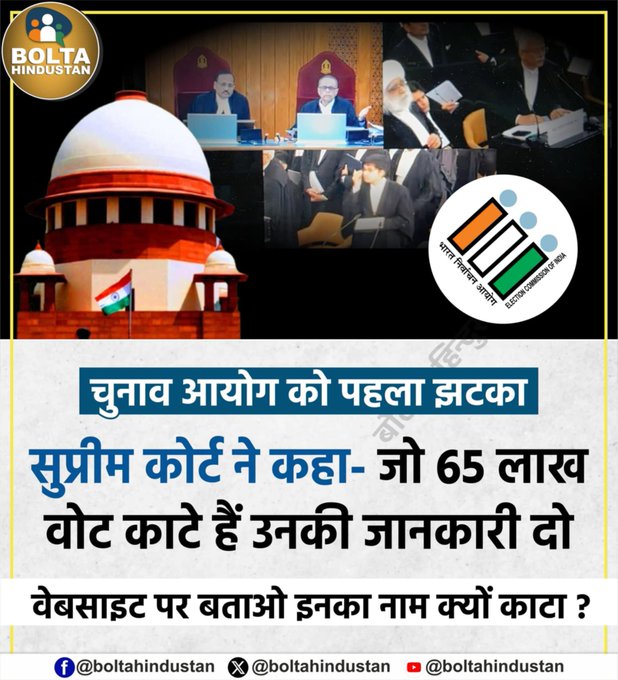 BOLTA
HINDUSTAN
भारत निर्वाचन आयोग
ELECTION COMMISSION OF INDIA
चुनाव आयोग को पहला झटका
सुप्रीम कोर्ट ने कहा- जो 65 लाख
वोट काटे हैं उनकी जानकारी दो
वेबसाइट पर बताओ इनका नाम क्यों काटा ?
@boltahindustan @boltahindustan @boltahindustan